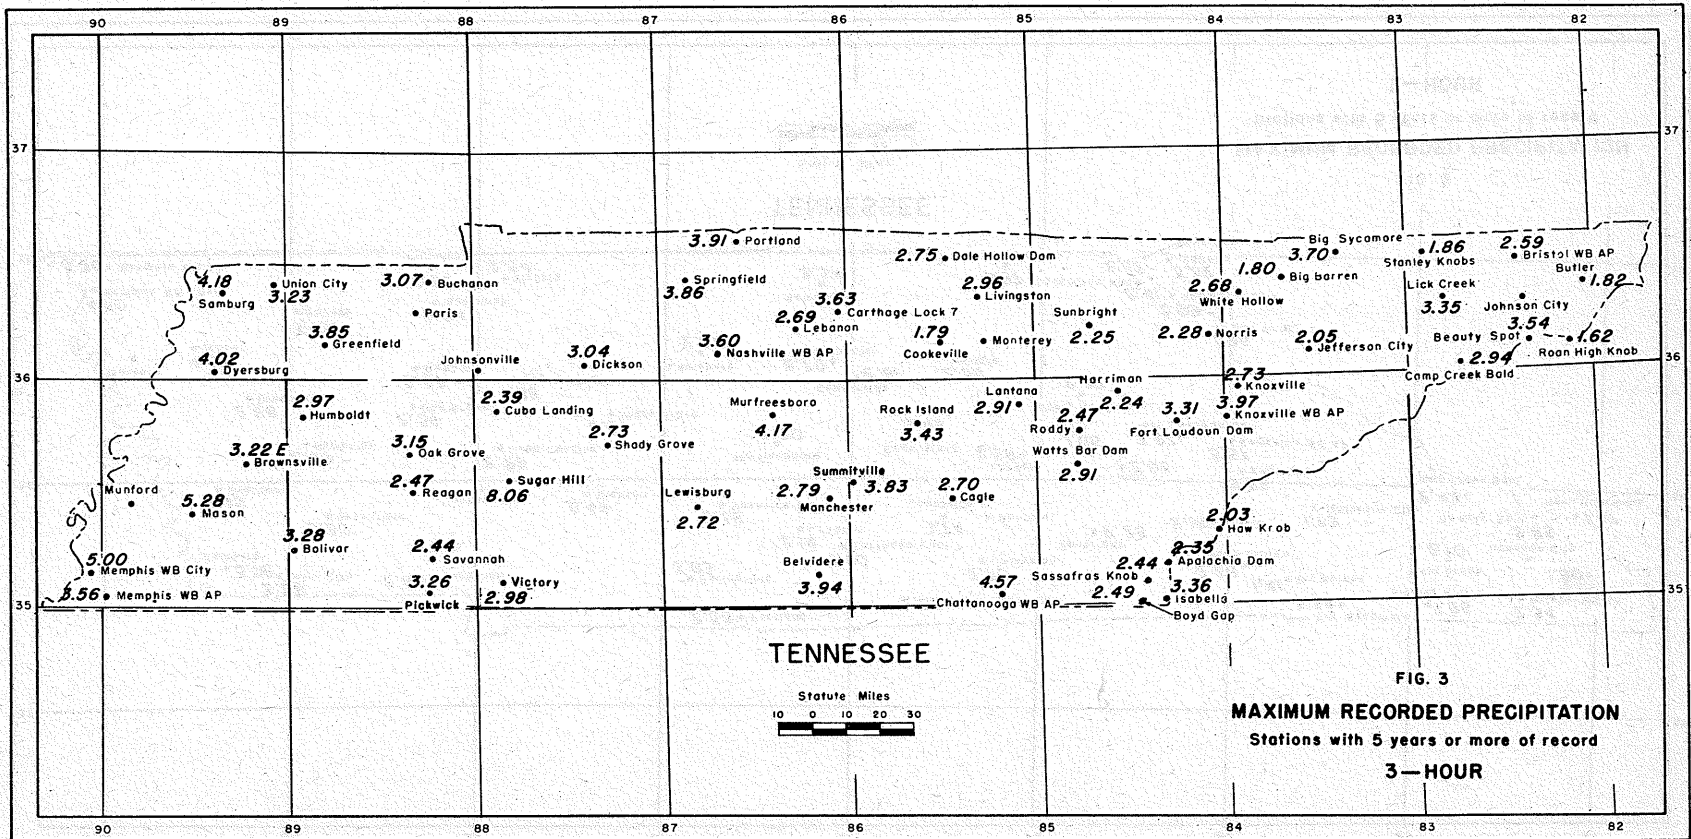 90 89 88 87 86 85 84 83 82
37 37
3.91 Portland
2.75 Dale Hollow Dam
Big Sycamore
3.70
1.86
Stanley Knobs
2.59
Bristol WB AP
Butler
1.82
4.18
Samburg
Union City
3.23
3.07 Buchanan
Springfield
3.86
2.96
Livingston
1.80
Big Barren
2.68
White Hollow
Lick Creek
3.35
Johnson City
Paris
3.63
Carthage Lock 7
2.69
Lebanon
Sunbright
2.25
2.28 Norris
2.05
Jefferson City
3.54
Beauty Spot
1.62
Roan High Knob
3.85
Greenfield
3.60
Nashville WB AP
1.79
Cookeville
Monterey
4.02
Dyersburg
Johnsonville
3.04
Dickson
2.94
Camp Creek Bald
36 36
2.73
Knoxville
Harriman
2.24
Lantana
2.91
2.97
Humboldt
2.39
Cuba Landing
Murfreesboro
4.17
Rock Island
3.43
2.47
Roddy
3.31
Fort Loudoun Dam
3.97
Knoxville WB AP
3.22 E
Brownsville
3.15
Oak Grove
2.73
Shady Grove
Watts Bar Dam
2.91
Munford
5.28
Mason
2.47
Reagan
Sugar Hill
8.06
Lewisburg
2.72
Summitville
3.83
2.79
Manchester
2.70
Cagle
2.03
Haw Knob
3.28
Bolivar
2.44
Savannah
2.35
Apalachia Dam
2.44
Sassafras Knob
5.00
Memphis WB City
3.56 Memphis WB AP
3.26
Pickwick
Victory
2.98
Belvidere
3.94
4.57
Chattanooga WB AP
2.49
Boyd Gap
3.36
Isabella
35 35
TENNESSEE
Statute Miles
10 0 10 20 30
FIG. 3
MAXIMUM RECORDED PRECIPITATION
Stations with 5 years or more of record
3—HOUR
90 89 88 87 86 85 84 83 82